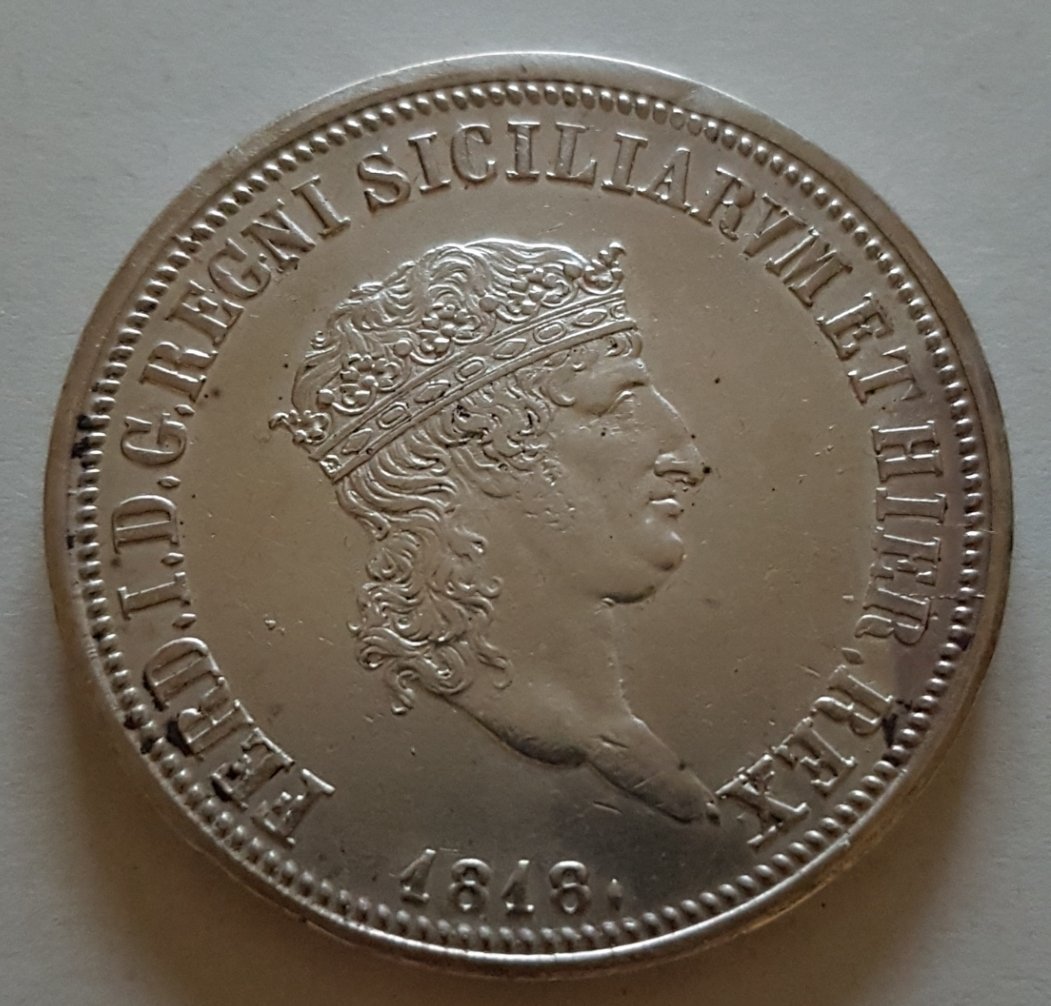 FERD.I.D.G.REGNI SICILIARVM ET HIER.REX
1818.